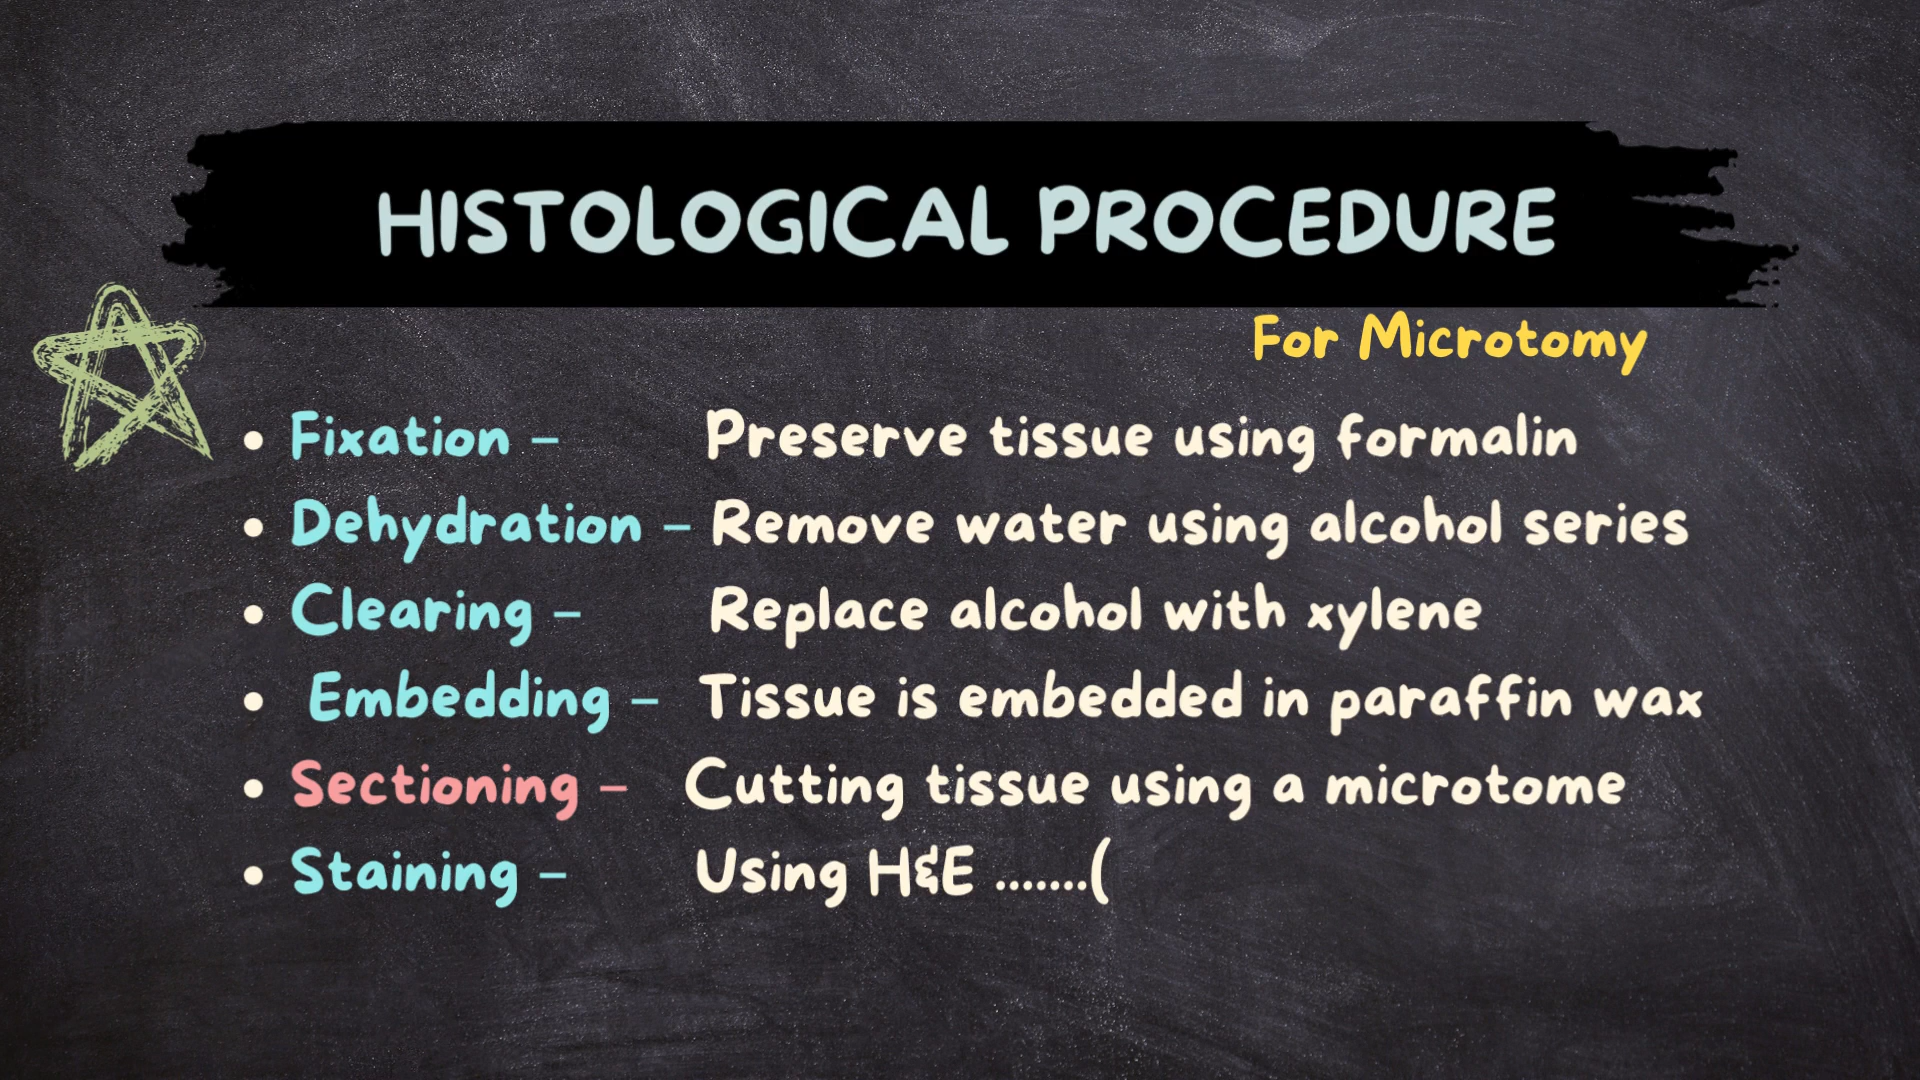 HISTOLOGICAL PROCEDURE
For Microtomy
• Fixation – Preserve tissue using formalin
• Dehydration – Remove water using alcohol series
• Clearing – Replace alcohol with xylene
• Embedding – Tissue is embedded in paraffin wax
• Sectioning – Cutting tissue using a microtome
• Staining – Using H&E .......(